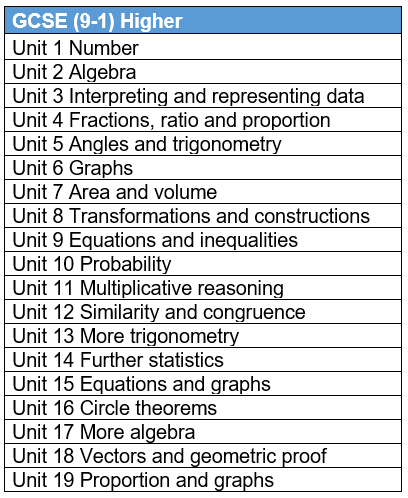 GCSE (9-1) Higher
Unit 1 Number
Unit 2 Algebra
Unit 3 Interpreting and representing data
Unit 4 Fractions, ratio and proportion
Unit 5 Angles and trigonometry
Unit 6 Graphs
Unit 7 Area and volume
Unit 8 Transformations and constructions
Unit 9 Equations and inequalities
Unit 10 Probability
Unit 11 Multiplicative reasoning
Unit 12 Similarity and congruence
Unit 13 More trigonometry
Unit 14 Further statistics
Unit 15 Equations and graphs
Unit 16 Circle theorems
Unit 17 More algebra
Unit 18 Vectors and geometric proof
Unit 19 Proportion and graphs